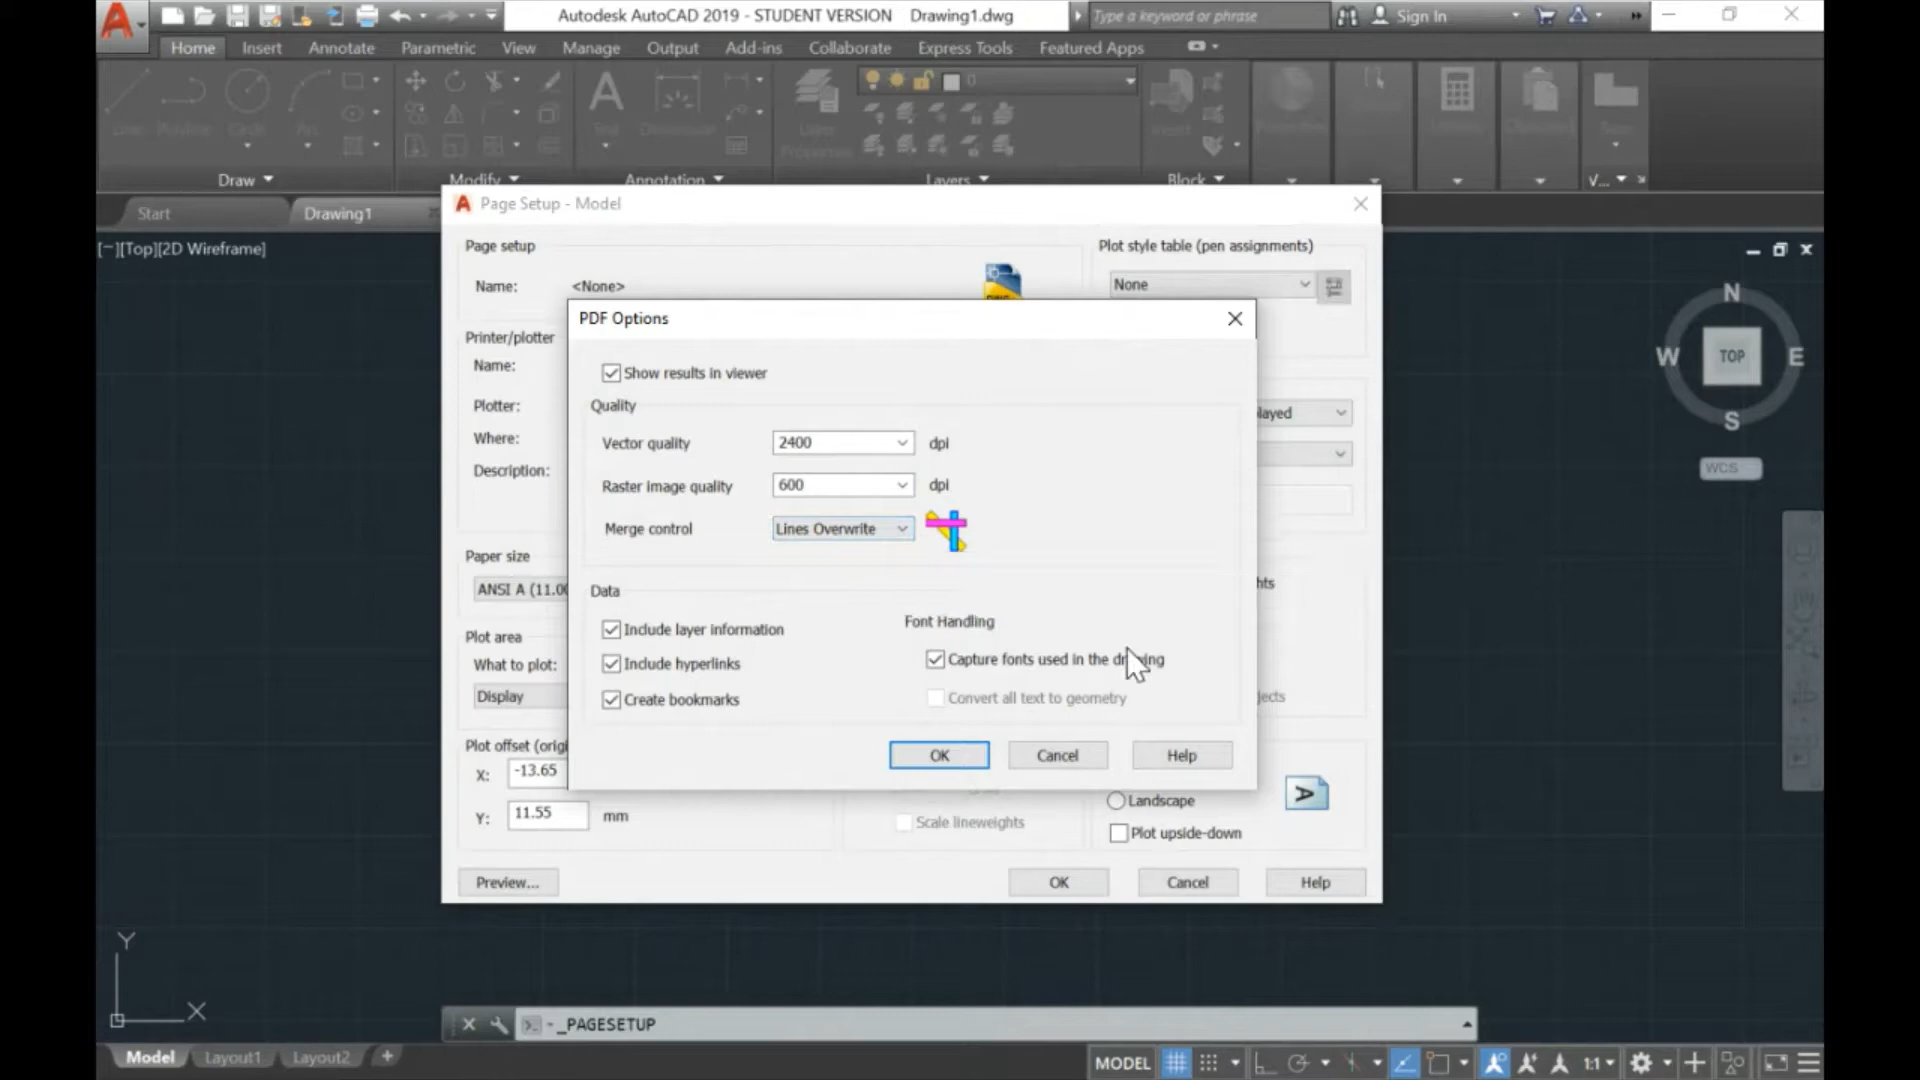 Autodesk AutoCAD 2019 - STUDENT VERSION Drawing1.dwg
Type a keyword or phrase
Sign In
Home Insert Annotate Parametric View Manage Output Add-ins Collaborate Express Tools Featured Apps
0
Draw Modify Annotation Layers Block V...
Start Drawing1
[−][Top][2D Wireframe]
Page Setup - Model
Page setup
Name: <None>
Plot style table (pen assignments)
None
Printer/plotter
Name:
Plotter:
Where:
Description:
Paper size
ANSI A (11.00
Plot area
What to plot:
Display
Plot offset (origi
X: -13.65
Y: 11.55 mm
Scale lineweights
Landscape
Plot upside-down
Preview...
OK Cancel Help
PDF Options
Show results in viewer
Quality
Vector quality 2400 dpi
Raster image quality 600 dpi
Merge control Lines Overwrite
Data
Include layer information
Include hyperlinks
Create bookmarks
Font Handling
Capture fonts used in the
Convert all text to geometry
OK Cancel Help
N
W TOP E
S
WCS
Y
X
_PAGESETUP
Model Layout1 Layout2 +
MODEL 1:1